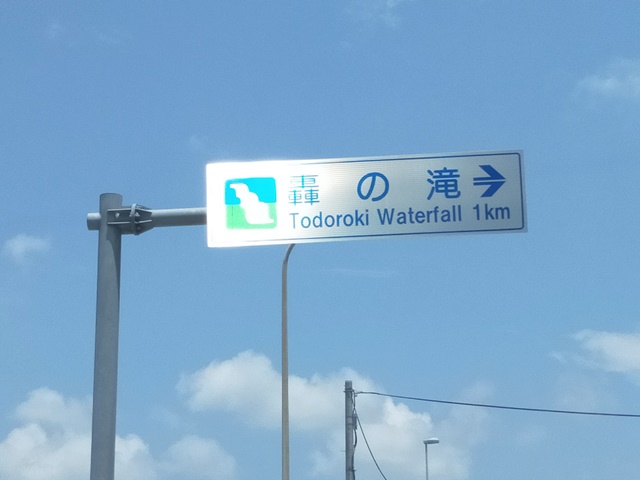 轟の滝
Todoroki Waterfall 1km